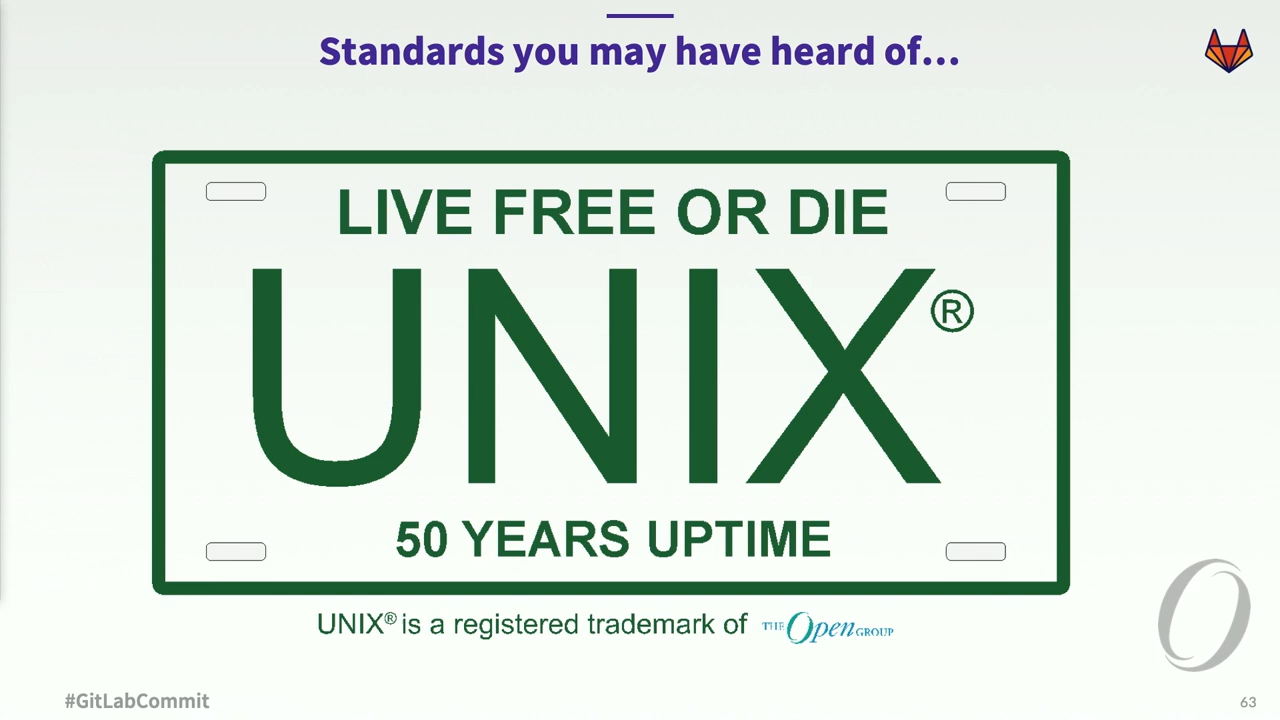 Standards you may have heard of...
LIVE FREE OR DIE
UNIX®
50 YEARS UPTIME
UNIX® is a registered trademark of THE Open GROUP
#GitLabCommit
63